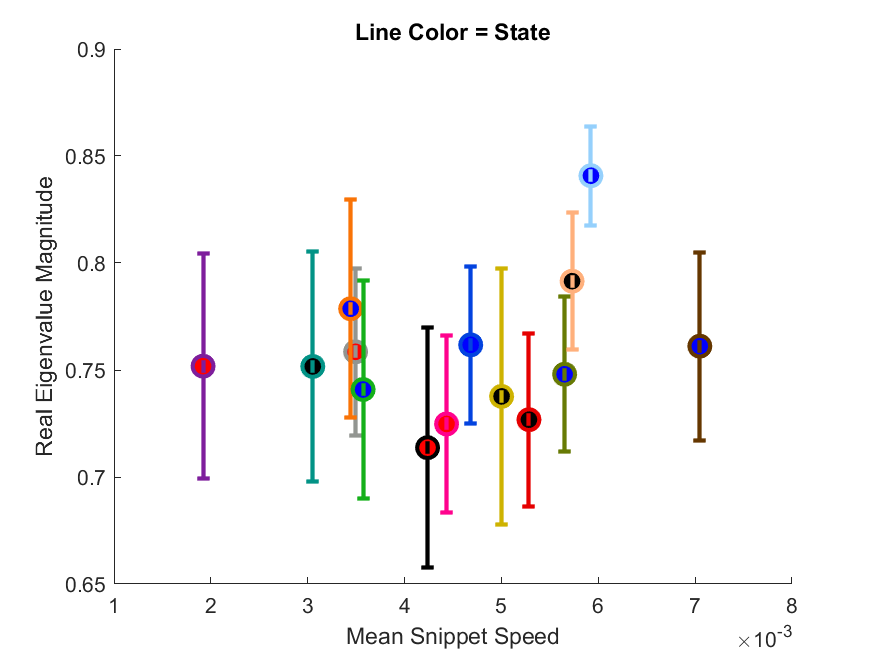 Line Color = State
0.9
0.85
0.8
0.75
0.7
0.65
Real Eigenvalue Magnitude
1 2 3 4 5 6 7 8
Mean Snippet Speed
×10⁻³